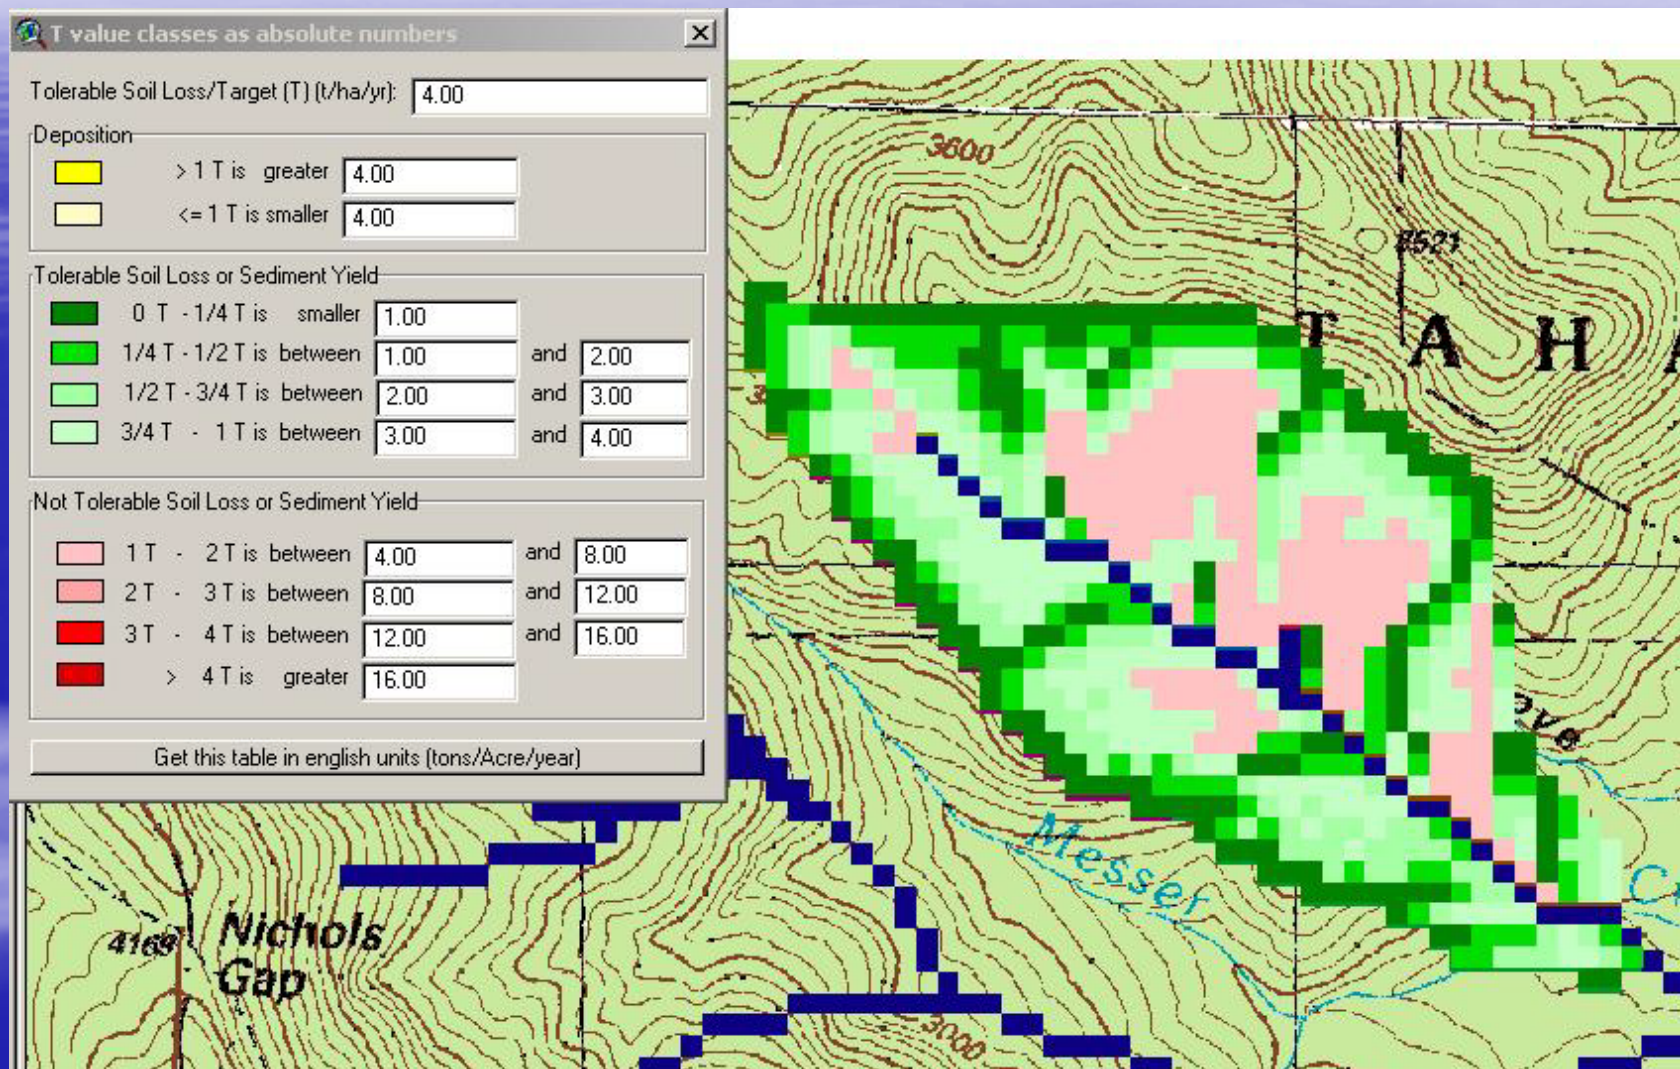 T value classes as absolute numbers
Tolerable Soil Loss/Target (T) (t/ha/yr): 4.00
Deposition
> 1 T is greater 4.00
<= 1 T is smaller 4.00
Tolerable Soil Loss or Sediment Yield
0 T - 1/4 T is smaller 1.00
1/4 T - 1/2 T is between 1.00 and 2.00
1/2 T - 3/4 T is between 2.00 and 3.00
3/4 T - 1 T is between 3.00 and 4.00
Not Tolerable Soil Loss or Sediment Yield
1 T - 2 T is between 4.00 and 8.00
2 T - 3 T is between 8.00 and 12.00
3 T - 4 T is between 12.00 and 16.00
> 4 T is greater 16.00
Get this table in english units (tons/Acre/year)
3600
T A H
Messer
Nichols
Gap
4169
3000